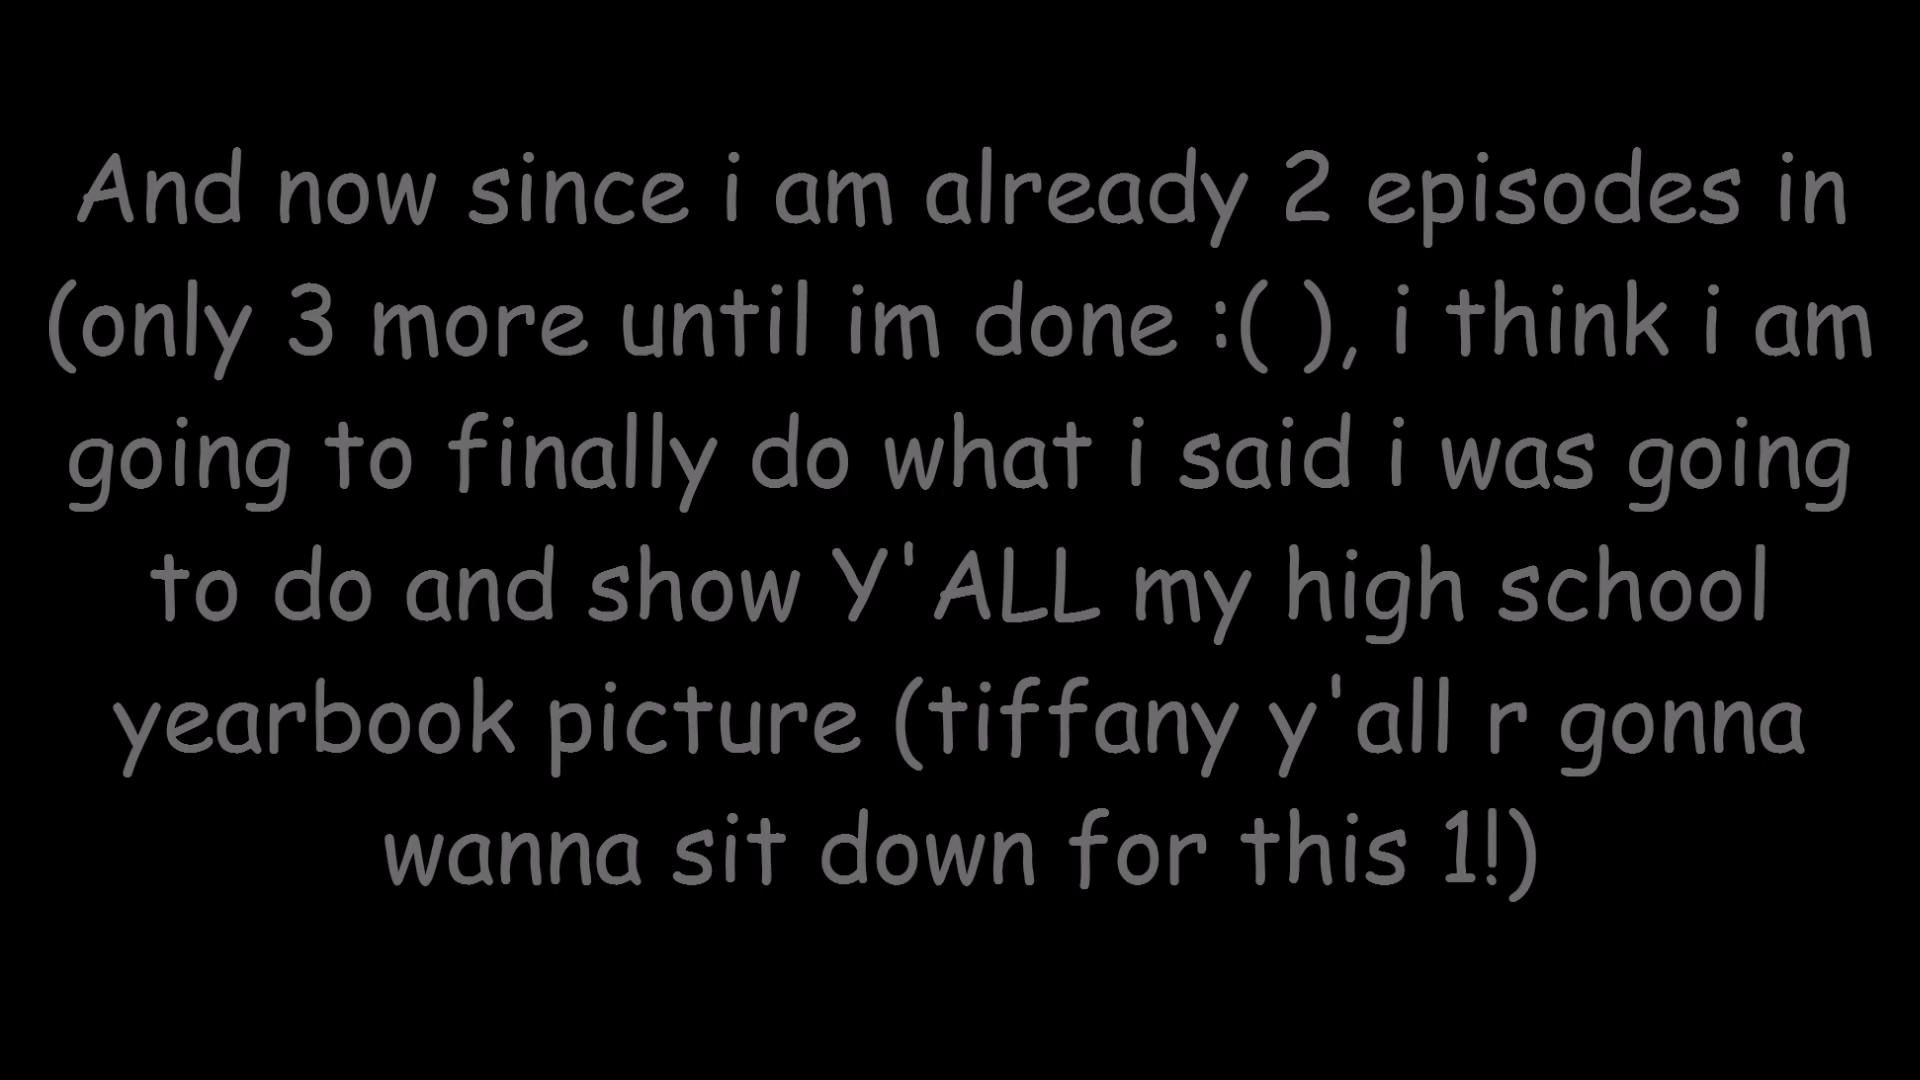 And now since i am already 2 episodes in
(only 3 more until im done :( ), i think i am
going to finally do what i said i was going
to do and show Y'ALL my high school
yearbook picture (tiffany y'all r gonna
wanna sit down for this 1!)